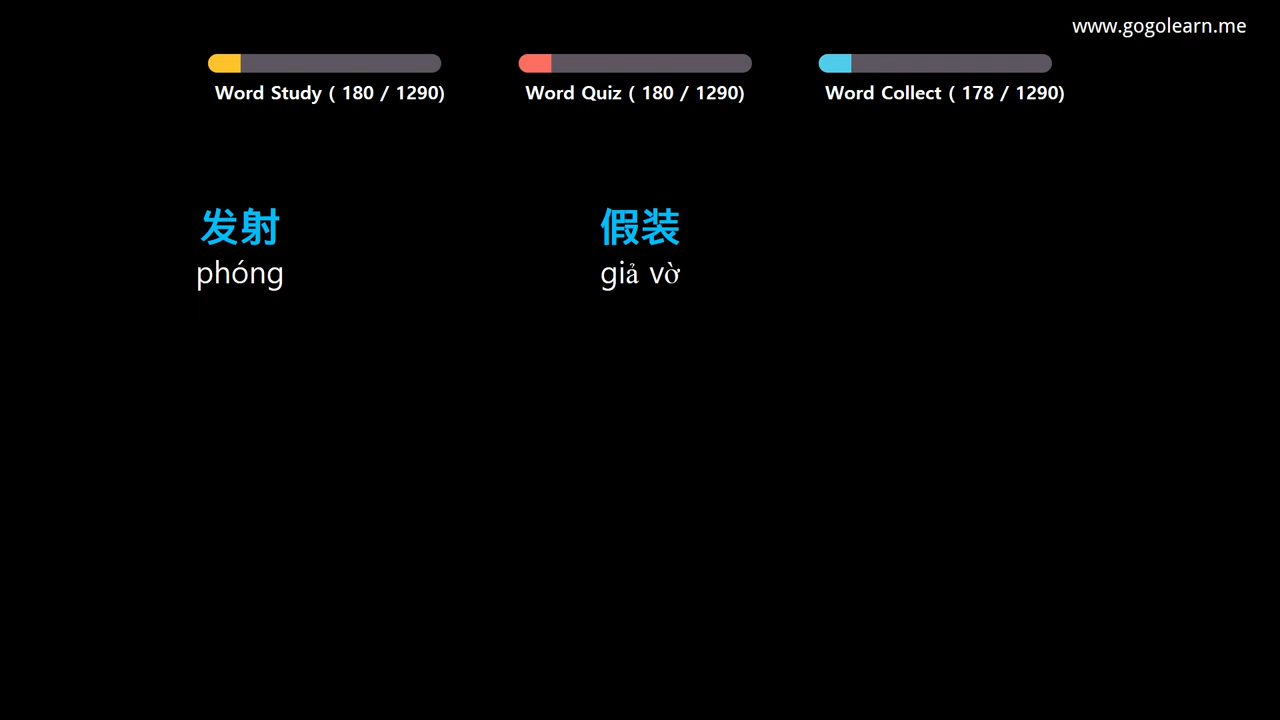 www.gogolearn.me
Word Study ( 180 / 1290)
Word Quiz ( 180 / 1290)
Word Collect ( 178 / 1290)
发射
phóng
假装
giả vờ